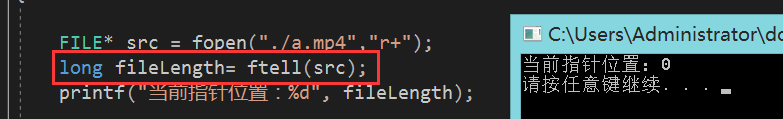 FILE* src = fopen("./a.mp4","r+");
long fileLength= ftell(src);
printf("当前指针位置:%d", fileLength);
C:\Users\Administrator\do
当前指针位置: 0
请按任意键继续. . .